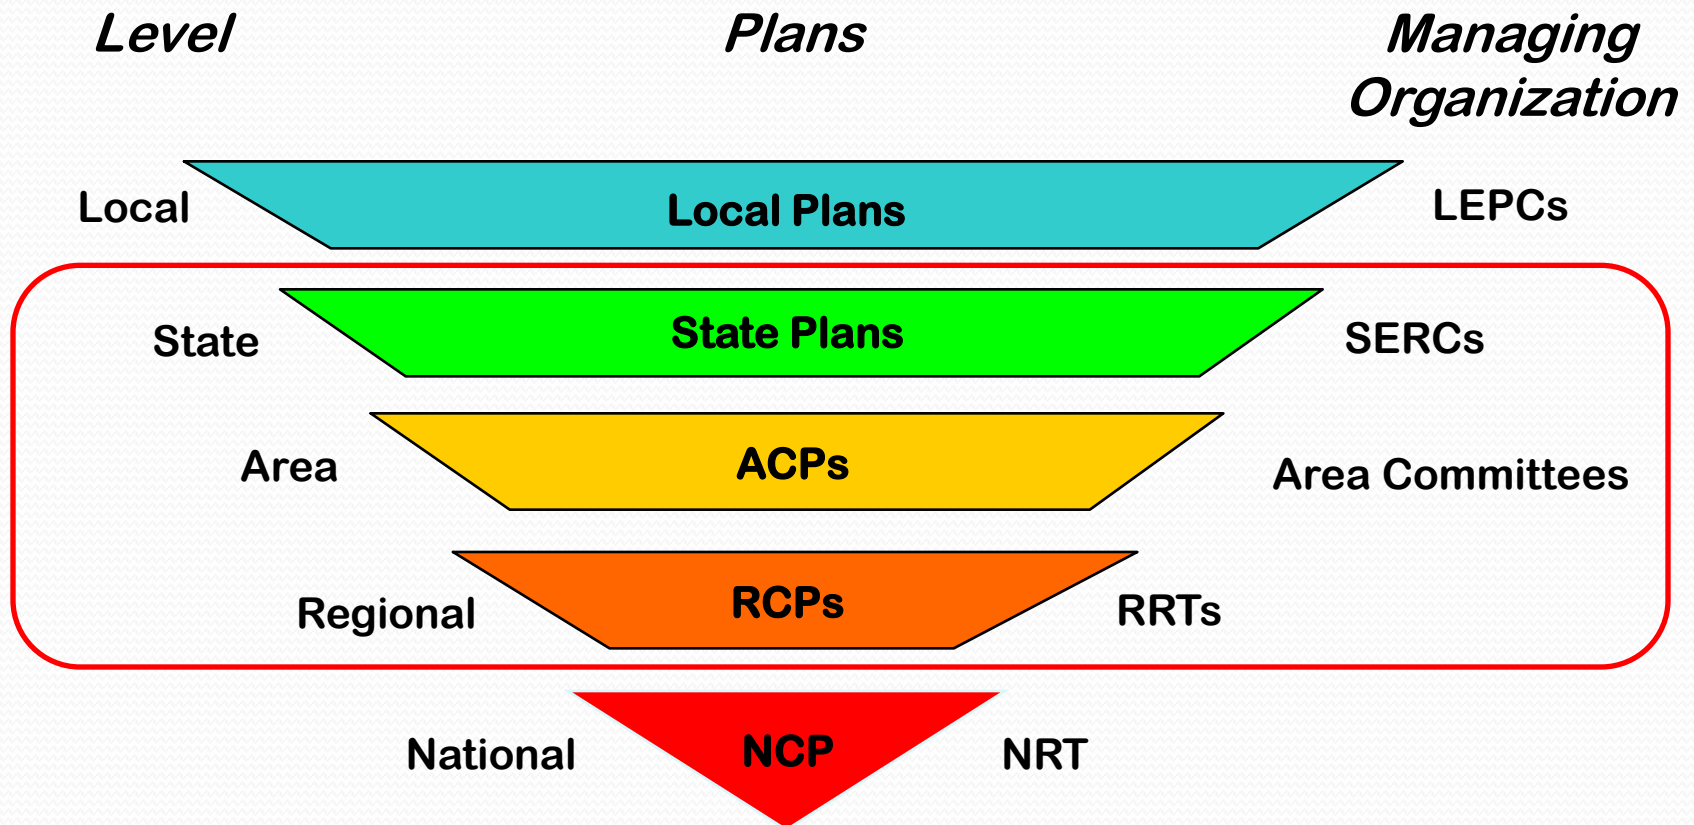 Level Plans Managing
Organization
Local Local Plans LEPCs
State State Plans SERCs
Area ACPs Area Committees
Regional RCPs RRTs
National NCP NRT